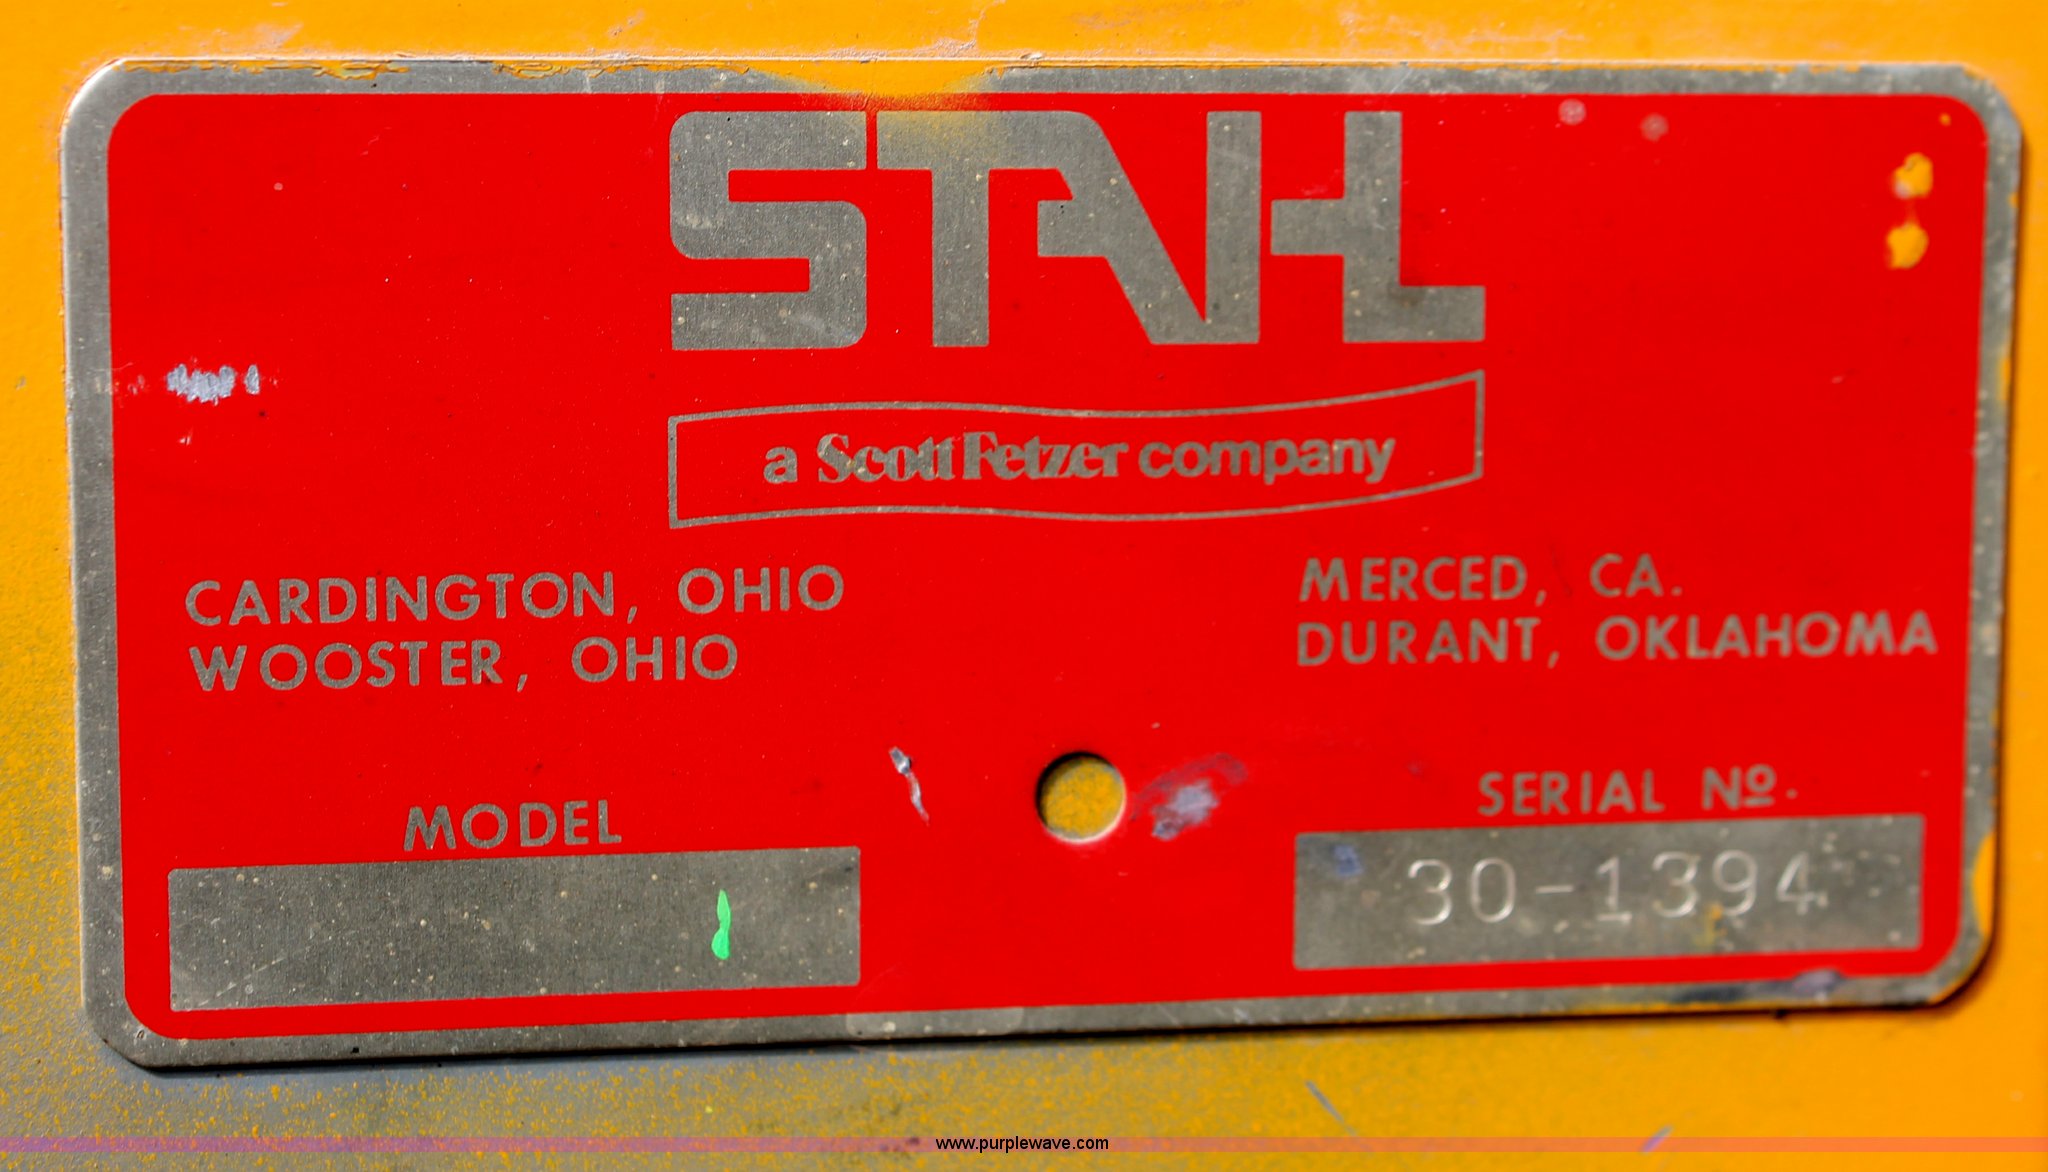 STAHL
a Scott Fetzer company
CARDINGTON, OHIO
WOOSTER, OHIO
MERCED, CA.
DURANT, OKLAHOMA
MODEL
SERIAL Nº.
30-1394
www.purplewave.com